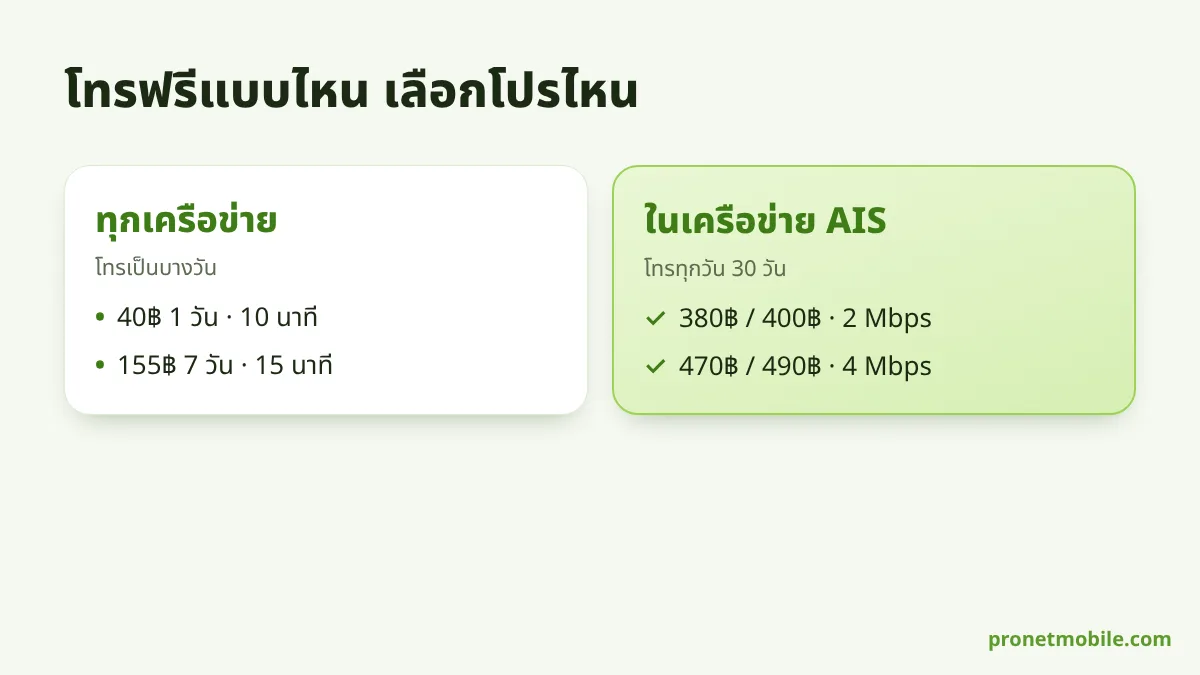 โทรฟรีแบบไหน เลือกโปรไหน
ทุกเครือข่าย
โทรเป็นบางวัน
• 40฿ 1 วัน · 10 นาที
• 155฿ 7 วัน · 15 นาที
ในเครือข่าย AIS
โทรทุกวัน 30 วัน
✓ 380฿ / 400฿ · 2 Mbps
✓ 470฿ / 490฿ · 4 Mbps
pronetmobile.com